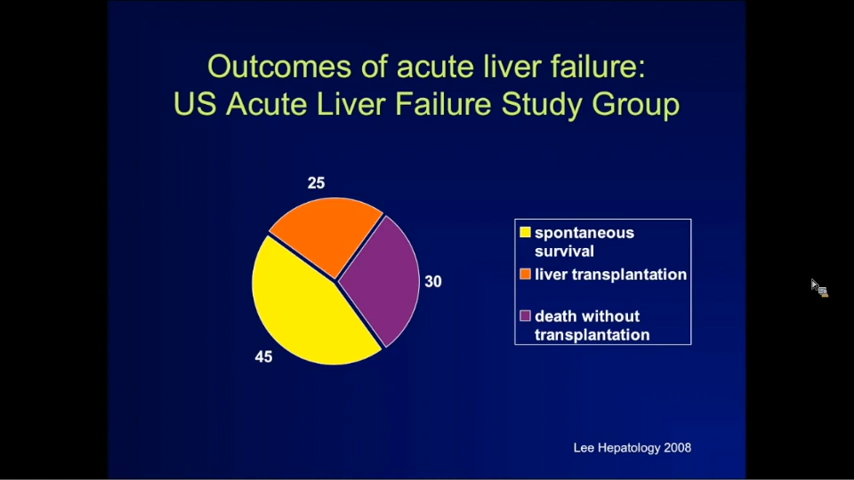 Outcomes of acute liver failure:
US Acute Liver Failure Study Group
25
30
45
spontaneous
survival
liver transplantation
death without
transplantation
Lee Hepatology 2008